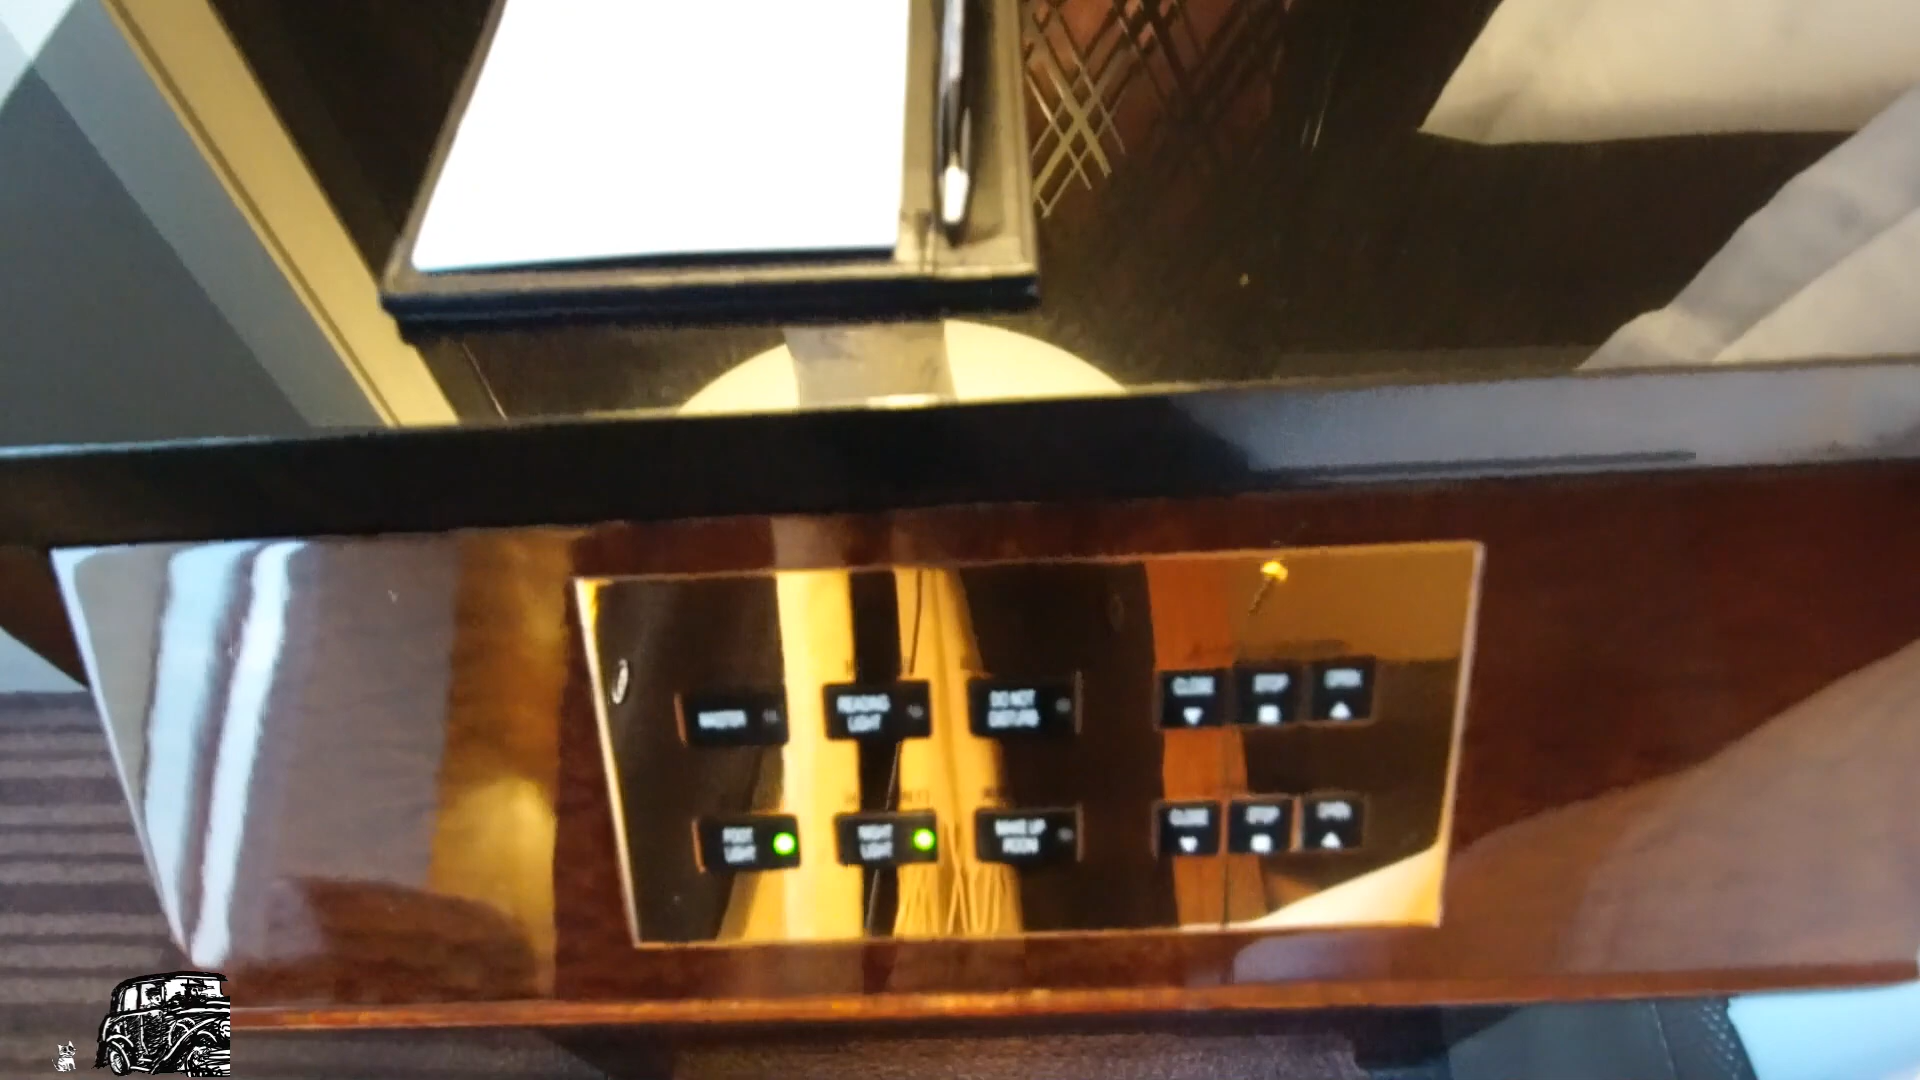 MASTER
READING
LIGHT
DO NOT
DISTURB
CLOSE
STOP
OPEN
FOOT
LIGHT
NIGHT
LIGHT
MAKE UP
ROOM
CLOSE
STOP
OPEN